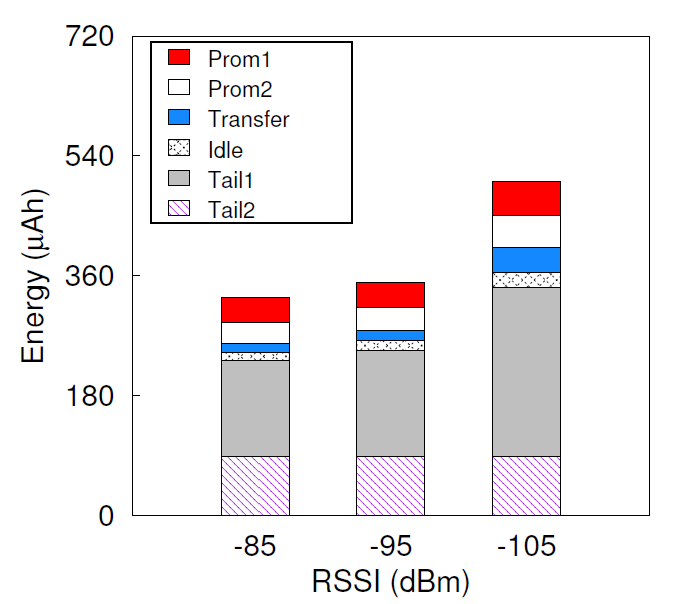 720
540
360
180
0
Energy (μAh)
Prom1
Prom2
Transfer
Idle
Tail1
Tail2
-85
-95
-105
RSSI (dBm)